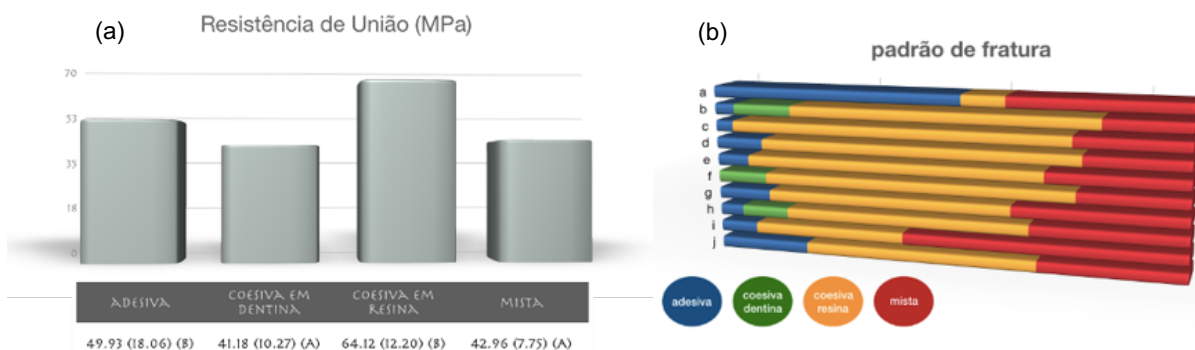 (a)
Resistência de União (MPa)
70
53
35
18
0
ADESIVA
COESIVA EM
DENTINA
COESIVA EM
RESINA
MISTA
49.93 (18.06) (B)
41.18 (10.27) (A)
64.12 (12.20) (B)
42.96 (7.75) (A)
(b)
padrão de fratura
a
b
c
d
e
f
g
h
i
j
adesiva
coesiva
dentina
coesiva
resina
mista